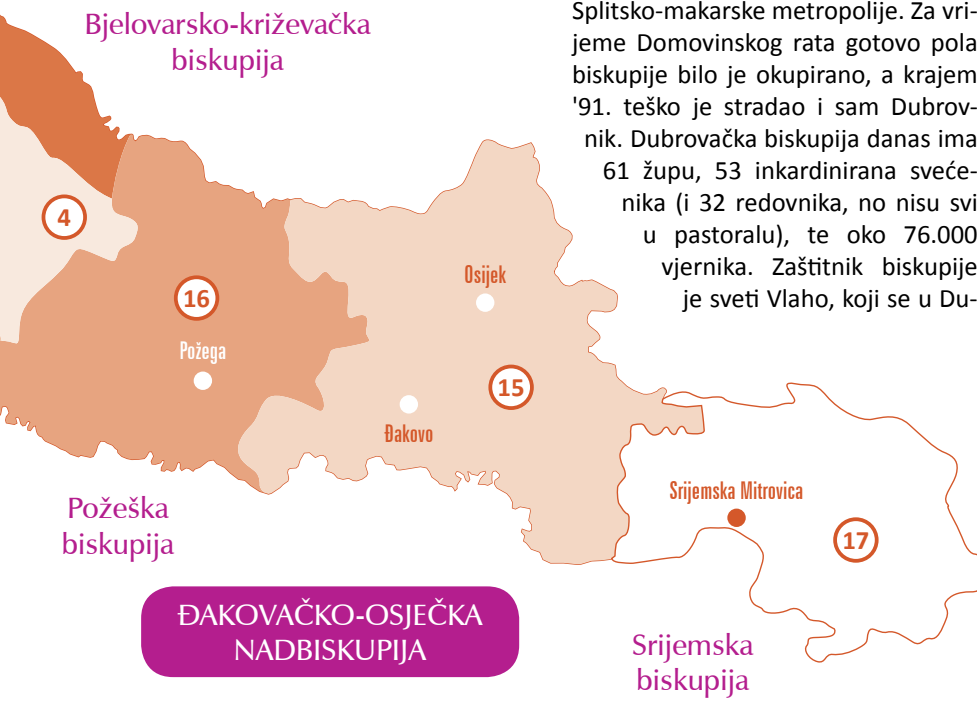 Bjelovarsko-križevačka
biskupija
Splitsko-makarske metropolije. Za vri-
jeme Domovinskog rata gotovo pola
biskupije bilo je okupirano, a krajem
'91. teško je stradao i sam Dubrov-
nik. Dubrovačka biskupija danas ima
61 župu, 53 inkardinirana sveće-
nika (i 32 redovnika, no nisu svi
u pastoralu), te oko 76.000
vjernika. Zaštitnik biskupije
je sveti Vlaho, koji se u Du-
4
16
Požega
Osijek
15
Đakovo
Srijemska Mitrovica
17
Požeška
biskupija
ĐAKOVAČKO-OSJEČKA
NADBISKUPIJA
Srijemska
biskupija